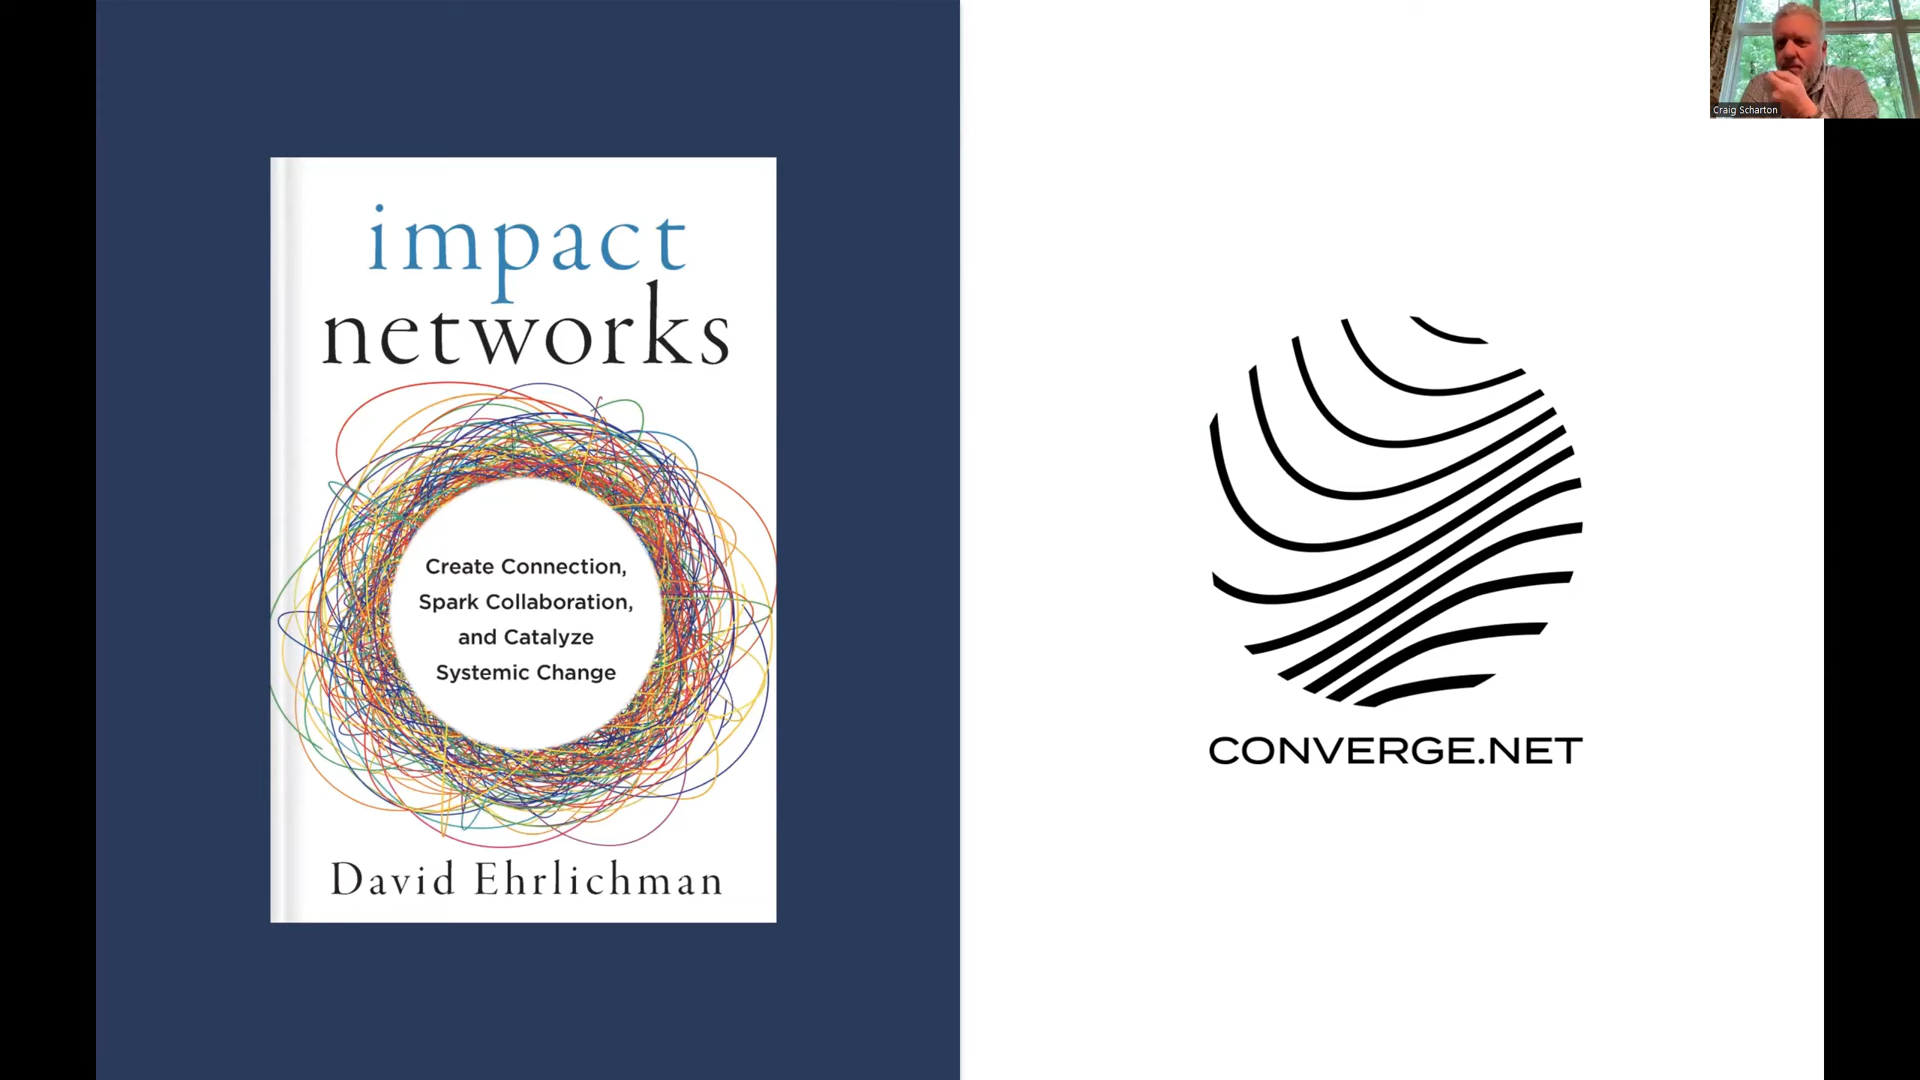 impact
networks
Create Connection,
Spark Collaboration,
and Catalyze
Systemic Change
David Ehrlichman
CONVERGE.NET
Craig Scharton